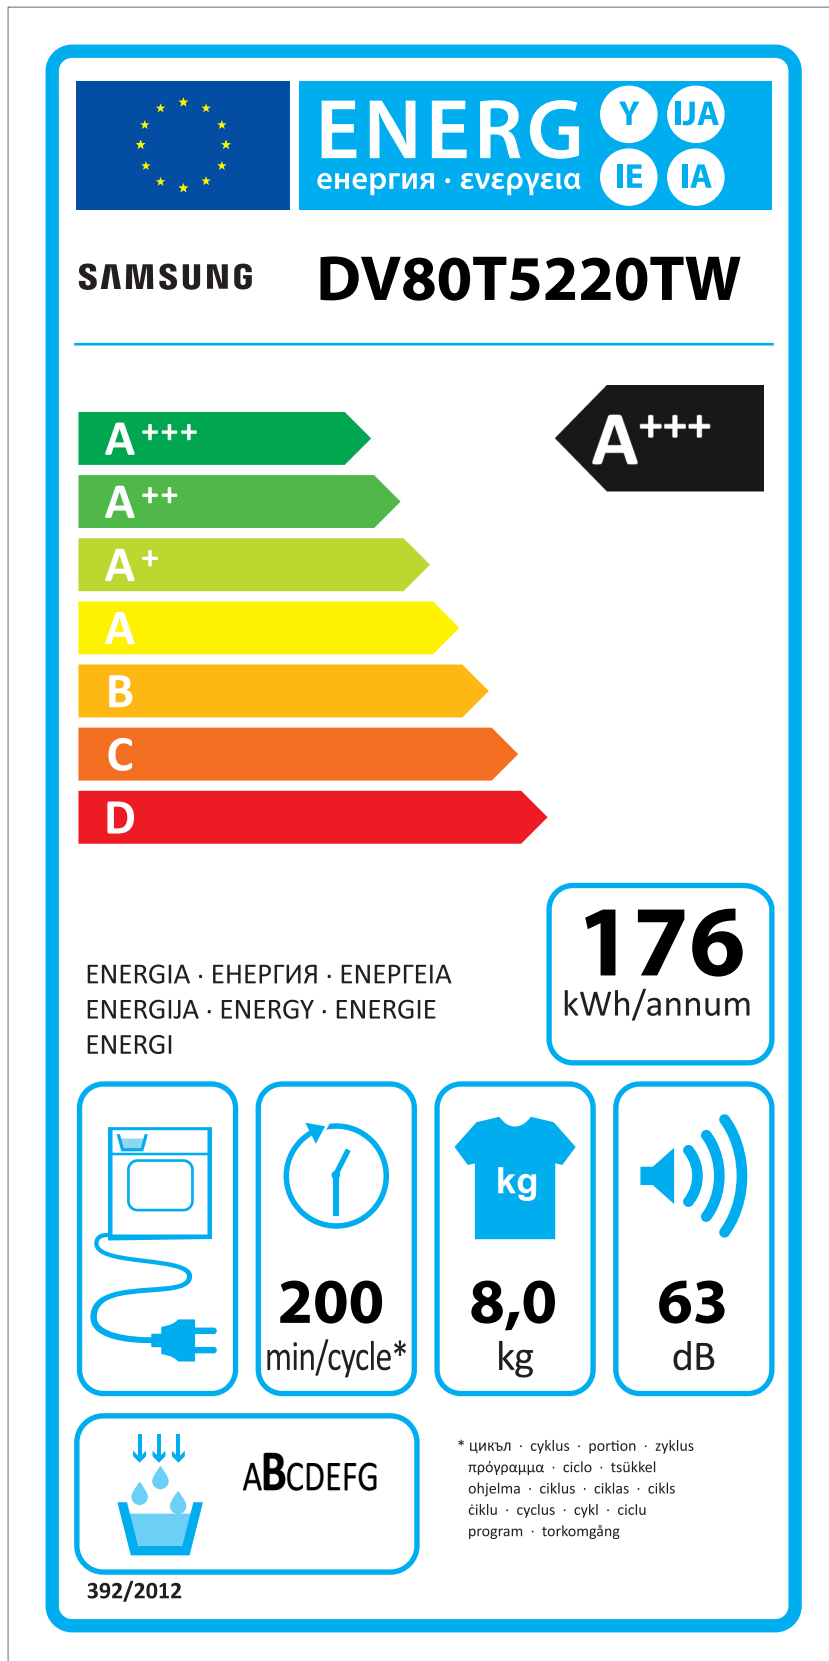 ENERG Y IJA
енергия · ενεργεια IE IA
SAMSUNG DV80T5220TW
A+++
A+++
A++
A+
A
B
C
D
176
kWh/annum
ENERGIA · ЕНЕРГИЯ · ΕΝΕΡΓΕΙΑ
ENERGIJA · ENERGY · ENERGIE
ENERGI
kg
200 8,0 63
min/cycle* kg dB
ABCDEFG
* цикъл · cyklus · portion · zyklus
πρόγραμμα · ciclo · tsükkel
ohjelma · ciklus · ciklas · cikls
ċiklu · cyclus · cykl · ciclu
program · torkomgång
392/2012